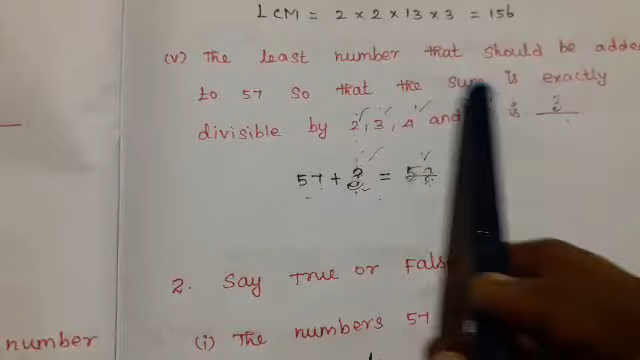 LCM = 2 × 2 × 13 × 3 = 156
(v) The least number that should be added
to 57 so that the sum is exactly
divisible by 2, 3, 4 and is 3
57 + =
2. Say True or Fals
number
(i) The numbers 57